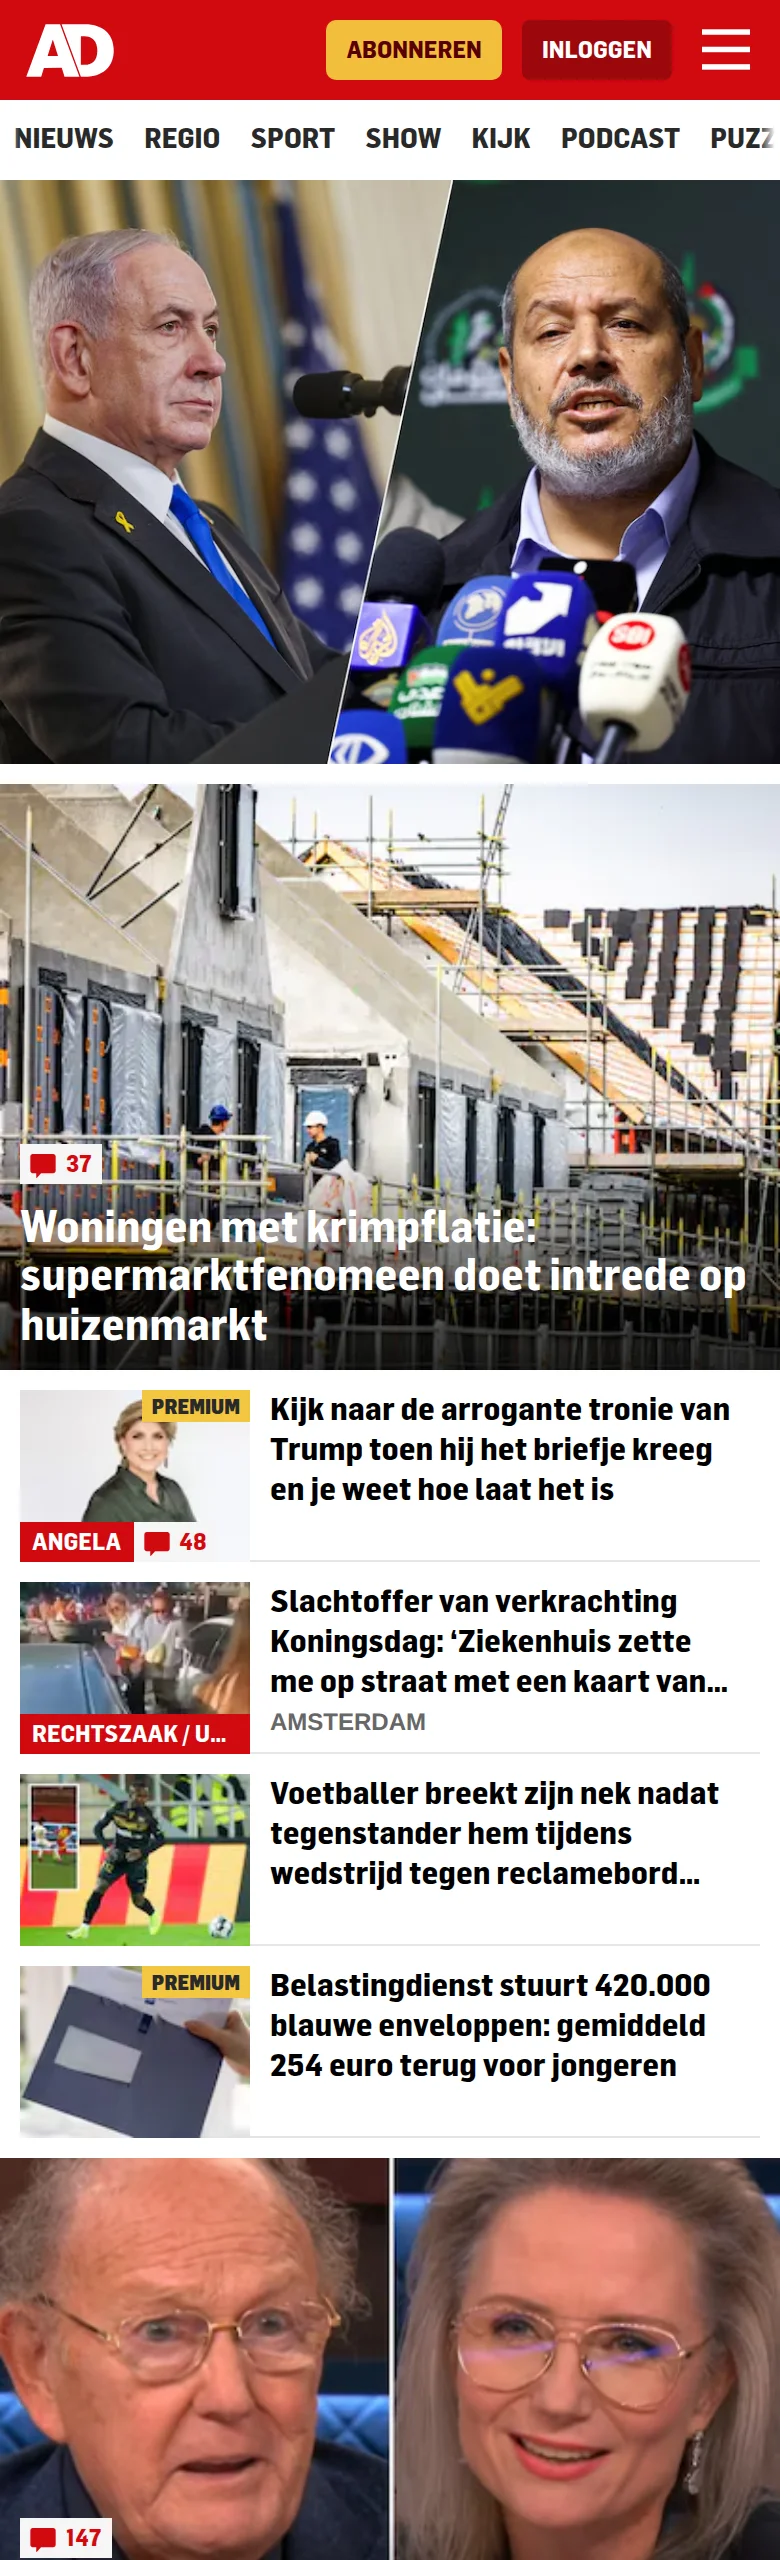 AD
ABONNEREN
INLOGGEN
NIEUWS REGIO SPORT SHOW KIJK PODCAST PUZZ
37
Woningen met krimpflatie:
supermarktfenomeen doet intrede op
huizenmarkt
PREMIUM
ANGELA
48
Kijk naar de arrogante tronie van
Trump toen hij het briefje kreeg
en je weet hoe laat het is
RECHTSZAAK / U...
Slachtoffer van verkrachting
Koningsdag: ‘Ziekenhuis zette
me op straat met een kaart van...
AMSTERDAM
Voetballer breekt zijn nek nadat
tegenstander hem tijdens
wedstrijd tegen reclamebord...
PREMIUM
Belastingdienst stuurt 420.000
blauwe enveloppen: gemiddeld
254 euro terug voor jongeren
147